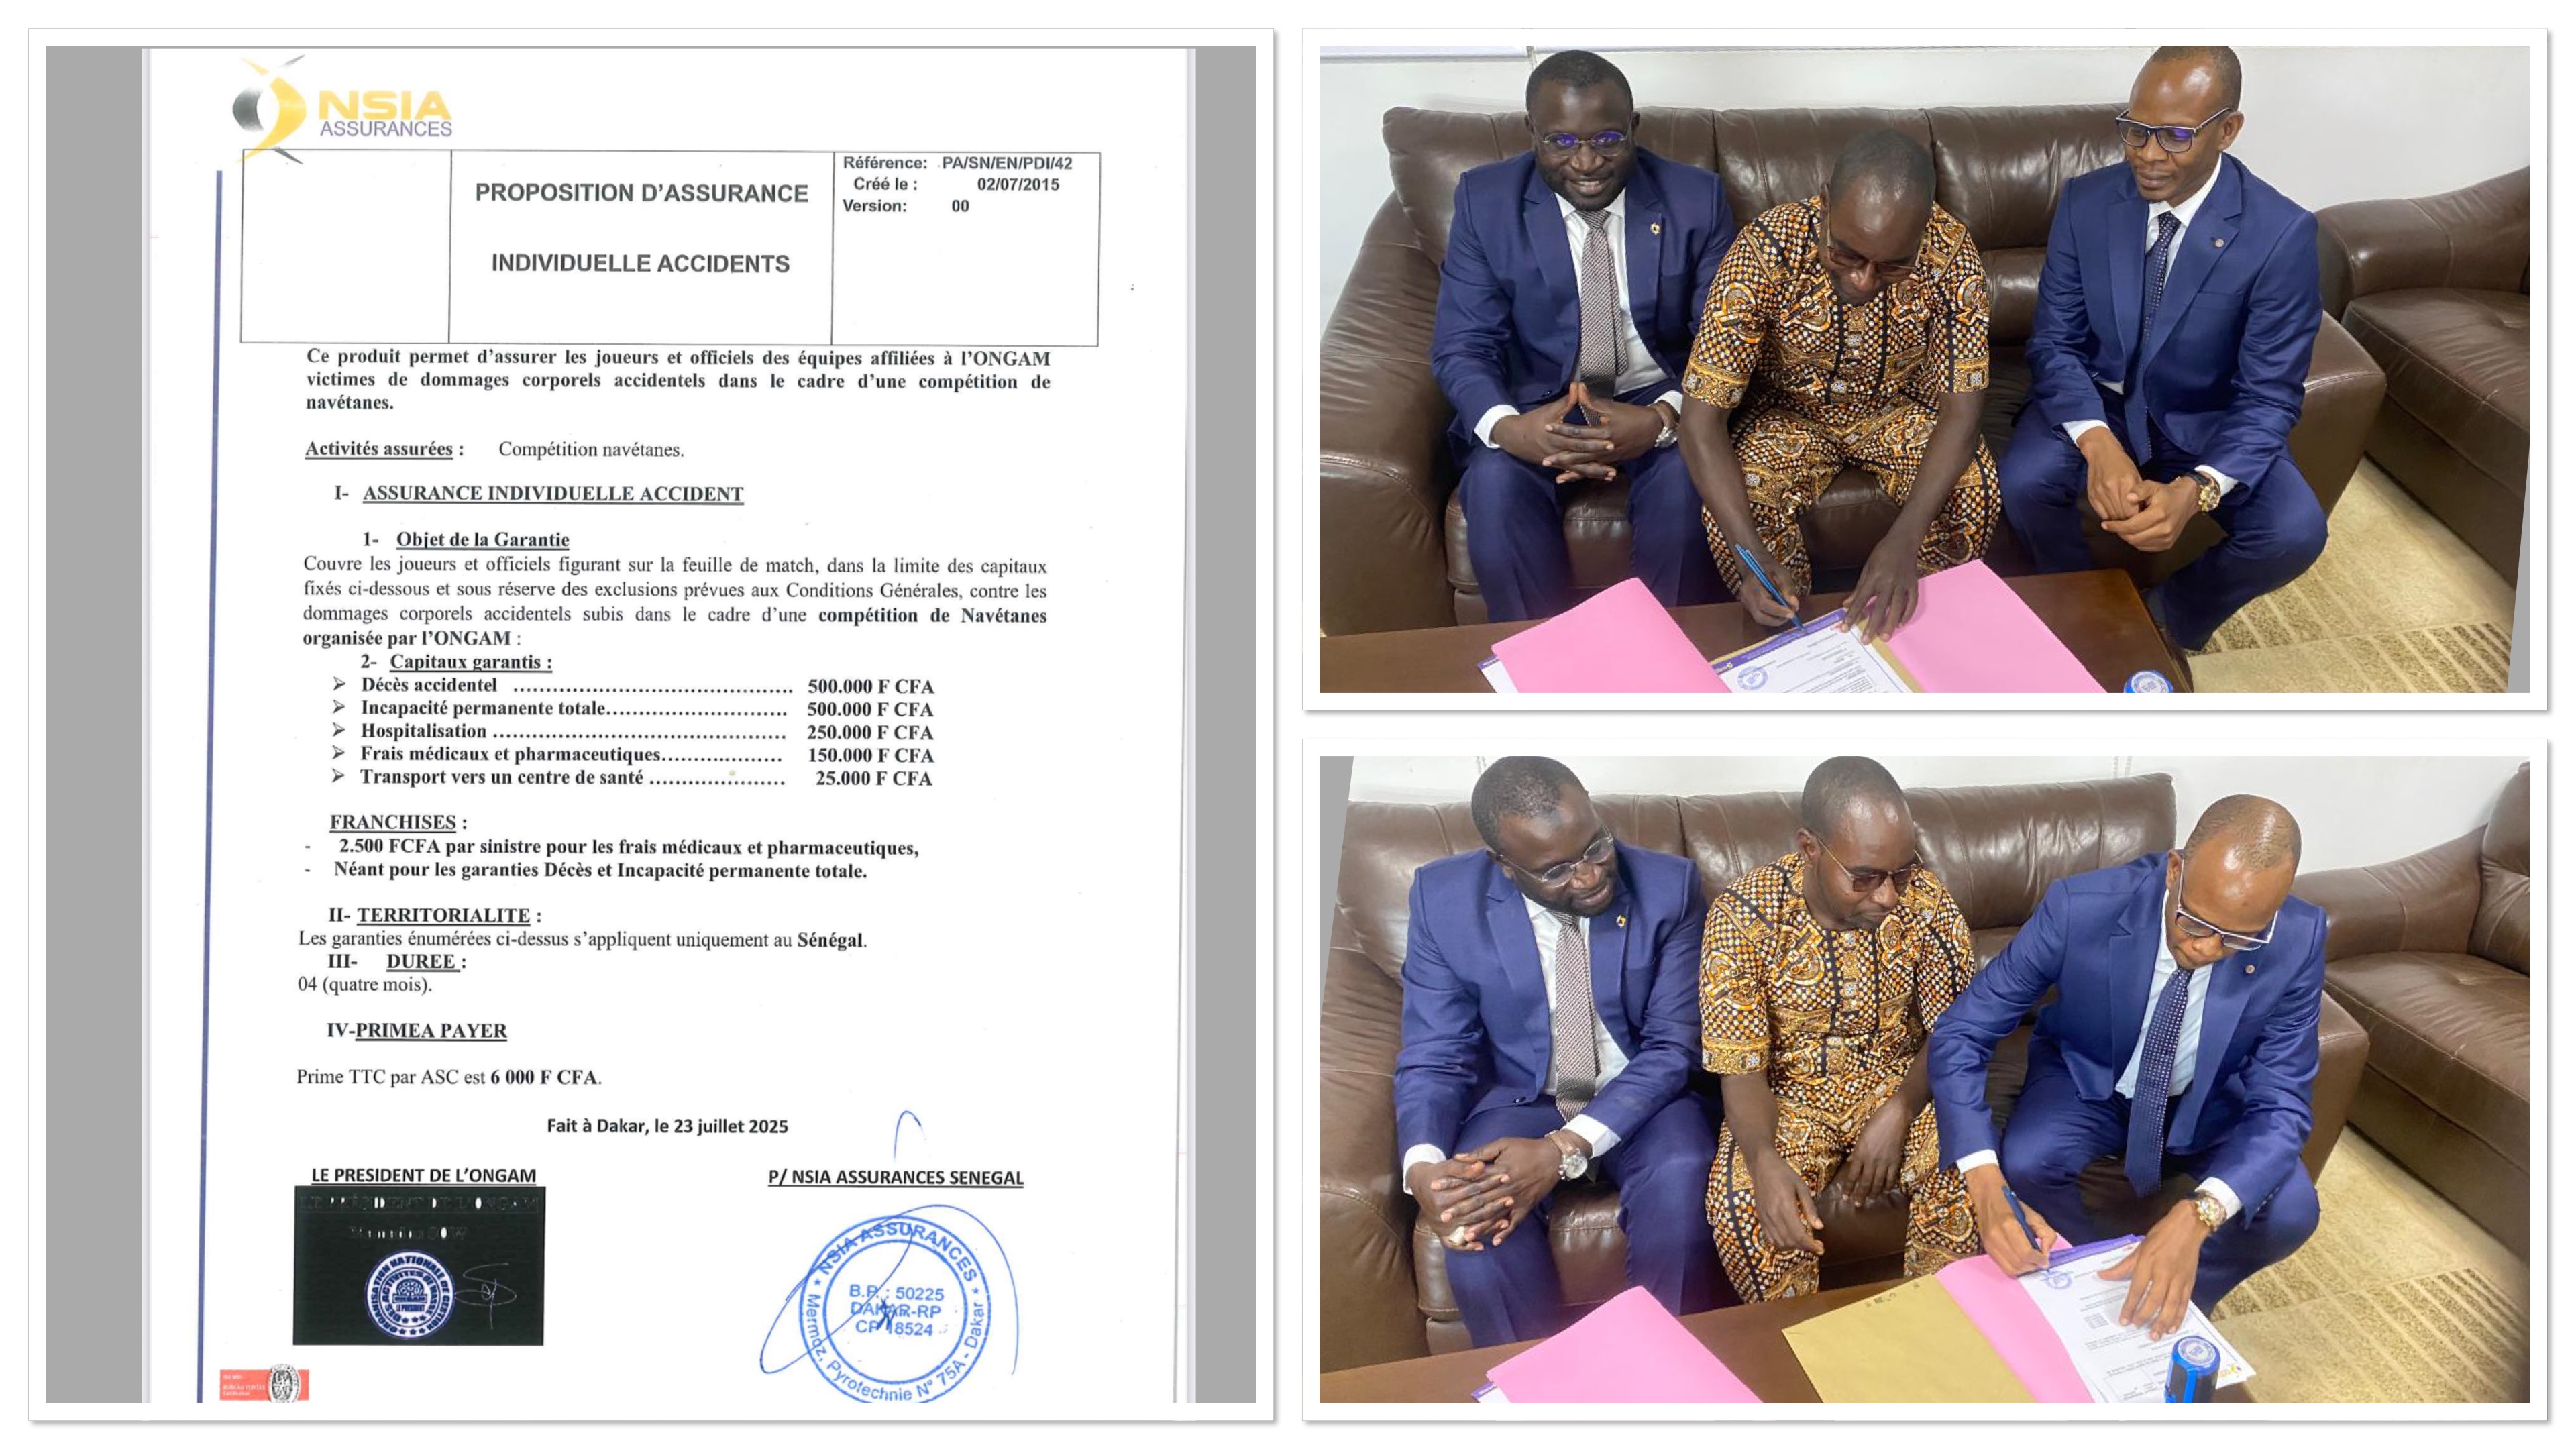 NSIA
ASSURANCES
PROPOSITION D'ASSURANCE
INDIVIDUELLE ACCIDENTS
Référence: PA/SN/EN/PDI/42
Créé le : 02/07/2015
Version: 00
Ce produit permet d'assurer les joueurs et officiels des équipes affiliées à l'ONGAM
victimes de dommages corporels accidentels dans le cadre d'une compétition de
navétanes.
Activités assurées : Compétition navétanes.
I- ASSURANCE INDIVIDUELLE ACCIDENT
1- Objet de la Garantie
Couvre les joueurs et officiels figurant sur la feuille de match, dans la limite des capitaux
fixés ci-dessous et sous réserve des exclusions prévues aux Conditions Générales, contre les
dommages corporels accidentels subis dans le cadre d'une compétition de Navétanes
organisée par l'ONGAM :
2- Capitaux garantis :
➢ Décès accidentel .......................................... 500.000 F CFA
➢ Incapacité permanente totale........................... 500.000 F CFA
➢ Hospitalisation ............................................ 250.000 F CFA
➢ Frais médicaux et pharmaceutiques.................. 150.000 F CFA
➢ Transport vers un centre de santé .................... 25.000 F CFA
FRANCHISES :
- 2.500 FCFA par sinistre pour les frais médicaux et pharmaceutiques,
- Néant pour les garanties Décès et Incapacité permanente totale.
II- TERRITORIALITE :
Les garanties énumérées ci-dessus s'appliquent uniquement au Sénégal.
III- DUREE :
04 (quatre mois).
IV-PRIMEA PAYER
Prime TTC par ASC est 6 000 F CFA.
Fait à Dakar, le 23 juillet 2025
LE PRESIDENT DE L'ONGAM
P/ NSIA ASSURANCES SENEGAL
LE PRESIDENT DE L'ONGAM
ORGANISATION NATIONALE DE GESTION
LE PRESIDENT
* NSIA ASSURANCES *
B.P. : 50225
DAKAR-RP
CP 18524
Mermoz, Pyrotechnie N° 75A - Dakar